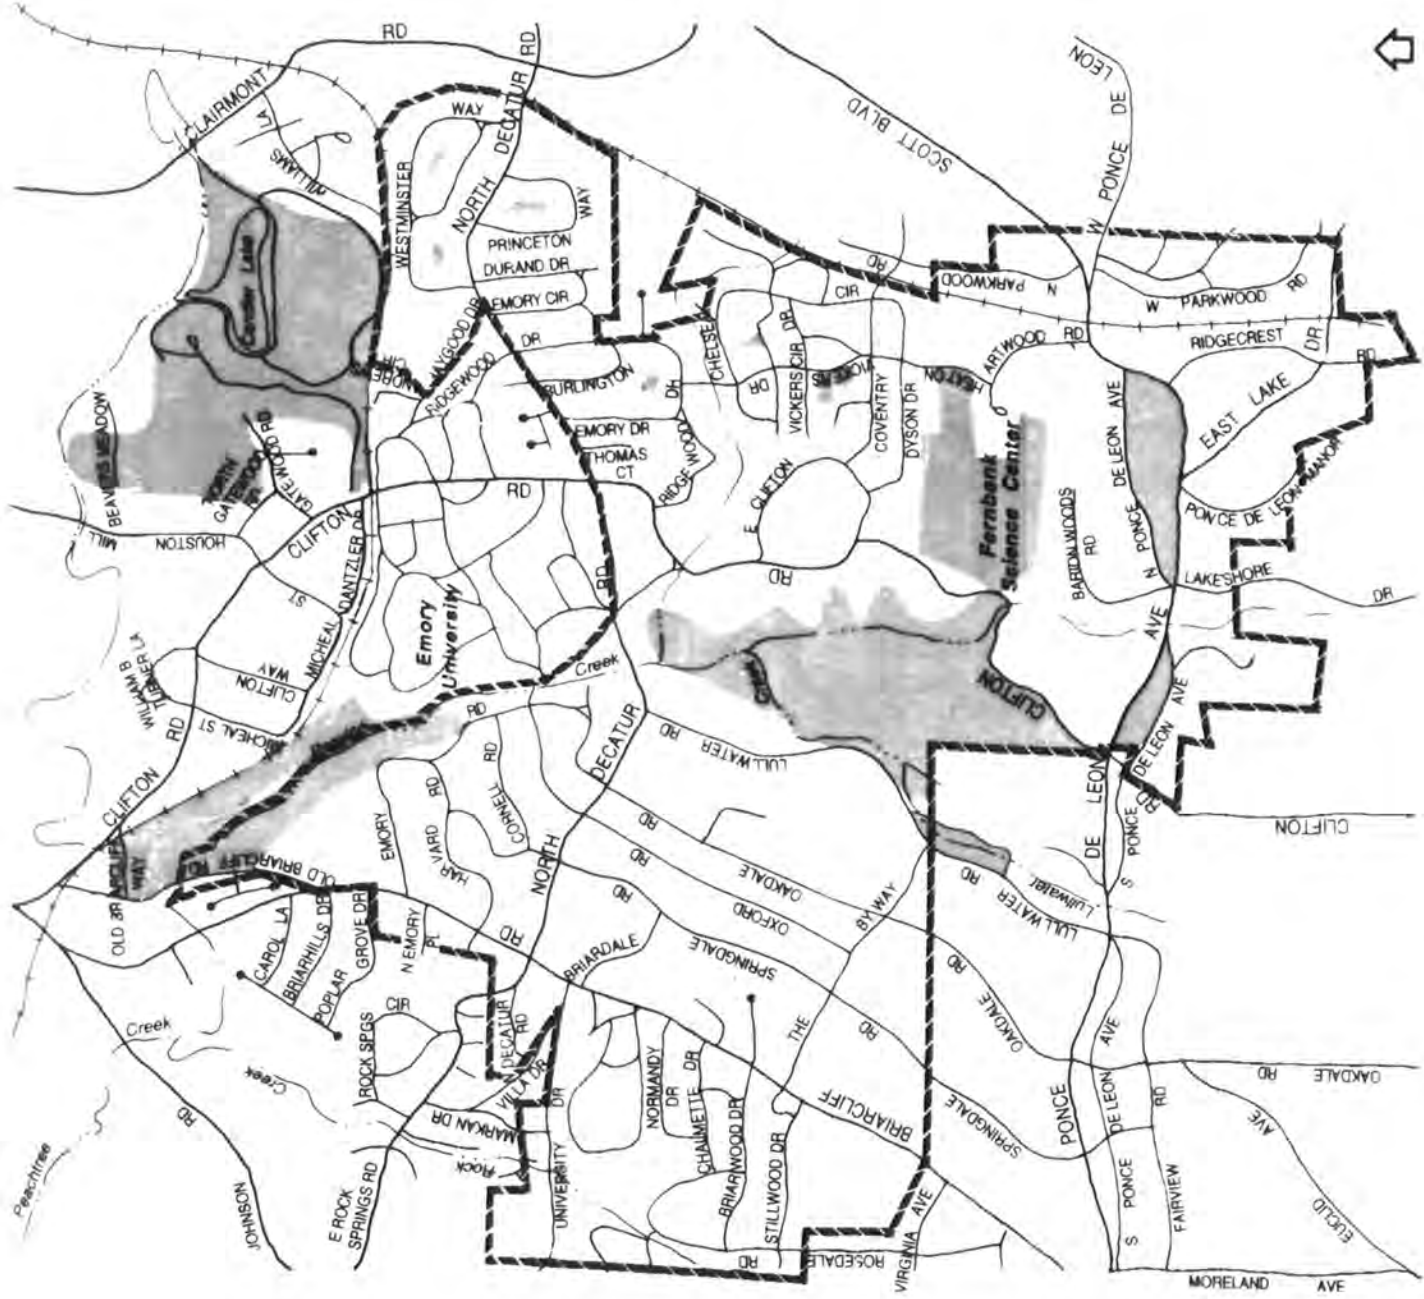 RD
RD
DE LEON
W PONCE
CLAIRMONT
LA
WILLIAMS
WAY
NORTH DECATUR
SCOTT BLVD
WESTMINSTER
WAY
PRINCETON
DURAND DR
EMORY CIR
Candler Lake
HAYGOOD DR
RIDGEWOOD
DR
BURLINGTON
DR
EMORY DR
THOMAS
CT
RIDGEWOOD
CHELSEA
CIR
DR
VICKERS CIR DR
VICKERS
COVENTRY
DYSON DR
HEATON
ARTWOOD RD
N PARKWOOD
RD
W PARKWOOD RD
RIDGECREST
RD
EAST LAKE DR
PONCE DE LEON MANOR
N PONCE DE LEON AVE
BARTON WOODS
RD
LAKESHORE
DR
BEAVERS MEADOW
MILL
HOUSTON
ST
NORTH
GATEWOOD
GATEWOOD RD
CLIFTON
RD
MICHEAL
DANTZLER DR
E CLIFTON
RD
RD
Fernbank
Science Center
Emory
University
Creek
WILLIAM B
TURNER LA
CLIFTON
WAY
MICHEAL ST
CLIFTON
RD
CLIFTON
RD
DECATUR
LULLWATER
RD
AVE
DE LEON AVE
DE LEON
S PONCE
CLIFTON
RD
WAY
OLD BRIARCLIFF
RD
OLD BRIARCLIFF
EMORY
HARVARD
RD
CORNELL
RD
NORTH
RD
OAKDALE
RD
OXFORD
RD
SPRINGDALE
BY WAY
THE
RD
LULLWATER
RD
Lullwater
OAKDALE
RD
CAROL LA
BRIARHILLS DR
POPLAR
GROVE DR
N EMORY
PL
RD
BRIARDALE
Creek
Creek
Peachtree
ROCK SPGS
CIR
N DECATUR
RD
VILLA DR
MARKAN DR
Rock
JOHNSON
RD
E ROCK
SPRINGS RD
UNIVERSITY
DR
NORMANDY
DR
CHALMETTE DR
BRIARWOOD DR
STILLWOOD DR
BRIARCLIFF
SPRINGDALE
RD
ROSEDALE
RD
VIRGINIA AVE
PONCE
S PONCE
DE LEON
AVE
FAIRVIEW
RD
OAKDALE
RD
EUCLID
AVE
MORELAND AVE